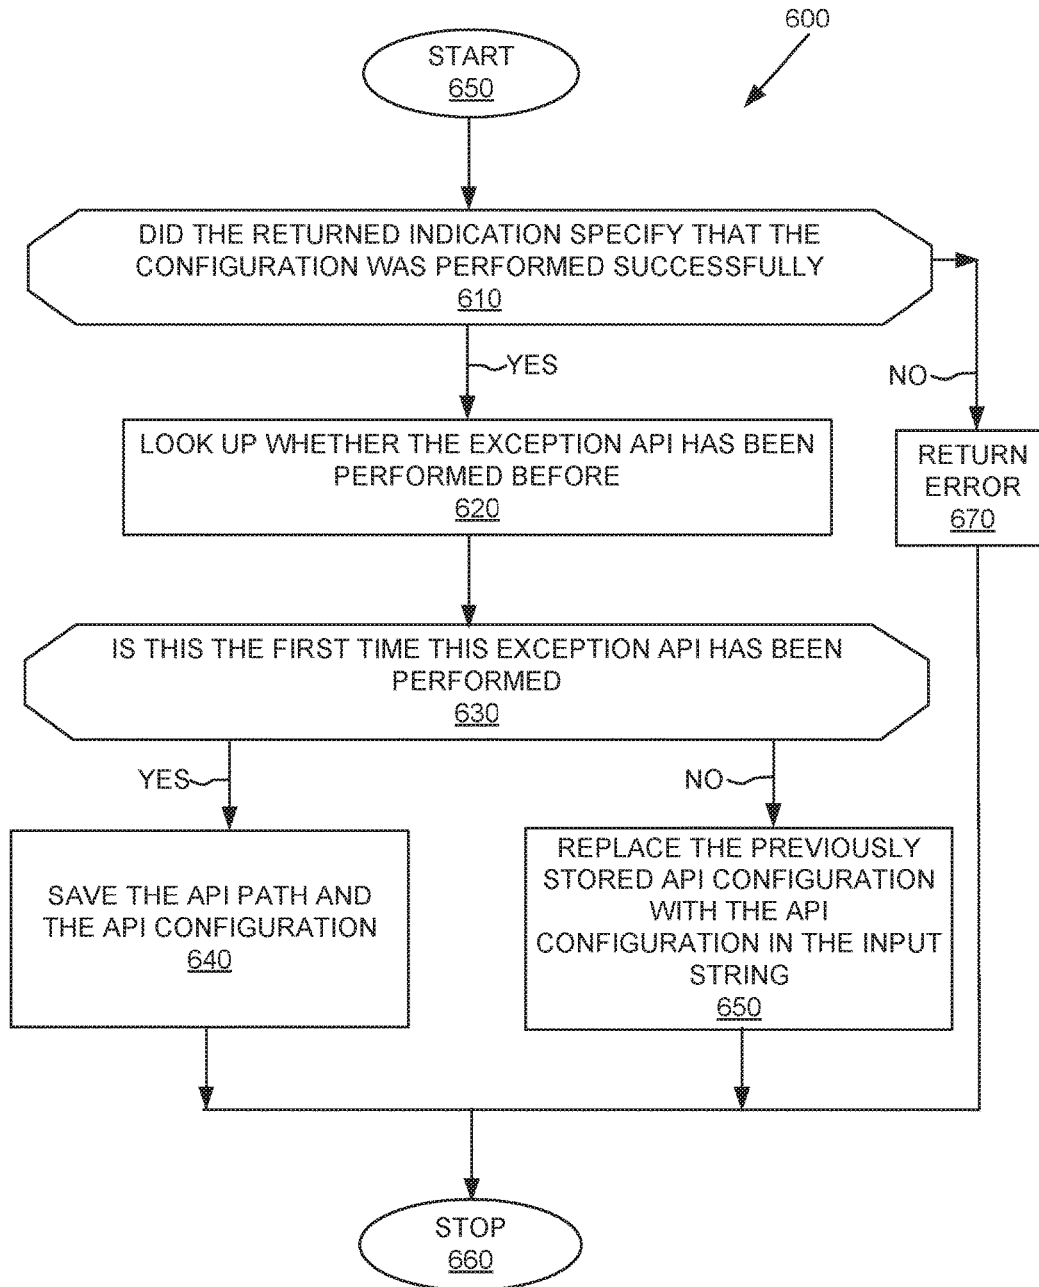 600
START
650
DID THE RETURNED INDICATION SPECIFY THAT THE
CONFIGURATION WAS PERFORMED SUCCESSFULLY
610
YES
NO
LOOK UP WHETHER THE EXCEPTION API HAS BEEN
PERFORMED BEFORE
620
RETURN
ERROR
670
IS THIS THE FIRST TIME THIS EXCEPTION API HAS BEEN
PERFORMED
630
YES
NO
SAVE THE API PATH AND
THE API CONFIGURATION
640
REPLACE THE PREVIOUSLY
STORED API CONFIGURATION
WITH THE API
CONFIGURATION IN THE INPUT
STRING
650
STOP
660